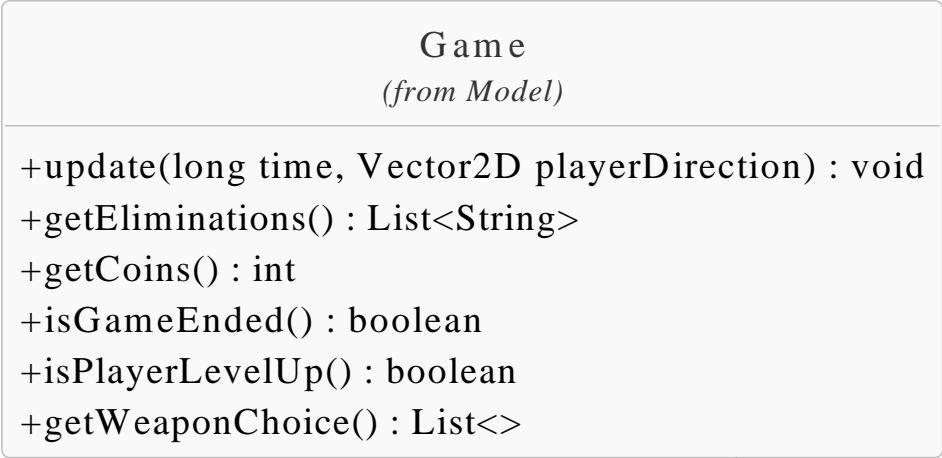 Game
(from Model)
+update(long time, Vector2D playerDirection) : void
+getEliminations() : List<String>
+getCoins() : int
+isGameEnded() : boolean
+isPlayerLevelUp() : boolean
+getWeaponChoice() : List<>